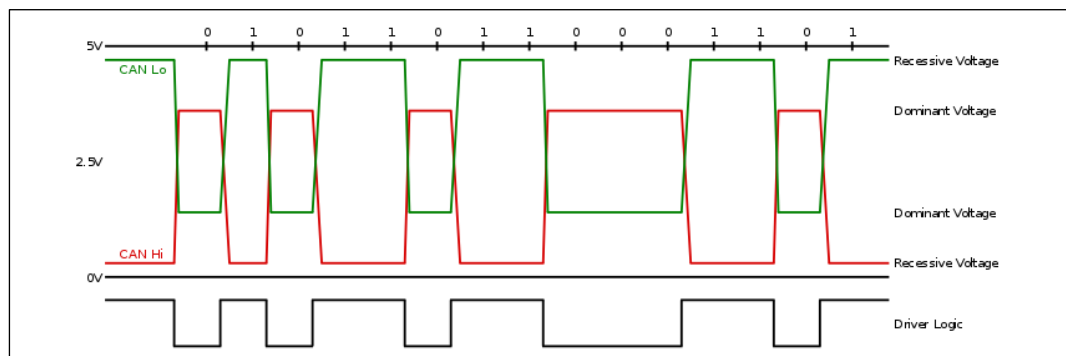 0 1 0 1 1 0 1 1 0 0 0 1 1 0 1
5V
CAN Lo
Recessive Voltage
Dominant Voltage
2.5V
Dominant Voltage
CAN Hi
Recessive Voltage
0V
Driver Logic